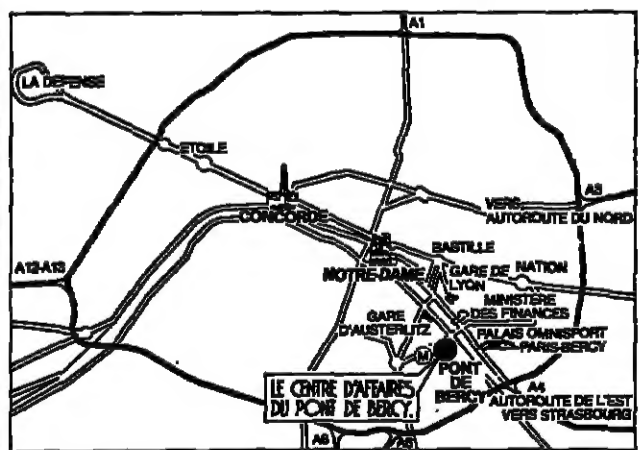 A1
LA DEFENSE
ETOILE
A3
VERS
AUTOROUTE DU NORD
CONCORDE
BASTILLE
A12-A13
NOTRE-DAME
GARE DE
LYON
NATION
MINISTERE
DES FINANCES
GARE
D'AUSTERLITZ
PALAIS OMNISPORT
PARIS-BERCY
M
PONT
DE
BERCY
LE CENTRE D'AFFAIRES
DU PONT DE BERCY.
A4
AUTOROUTE DE L'EST
VERS STRASBOURG
A6